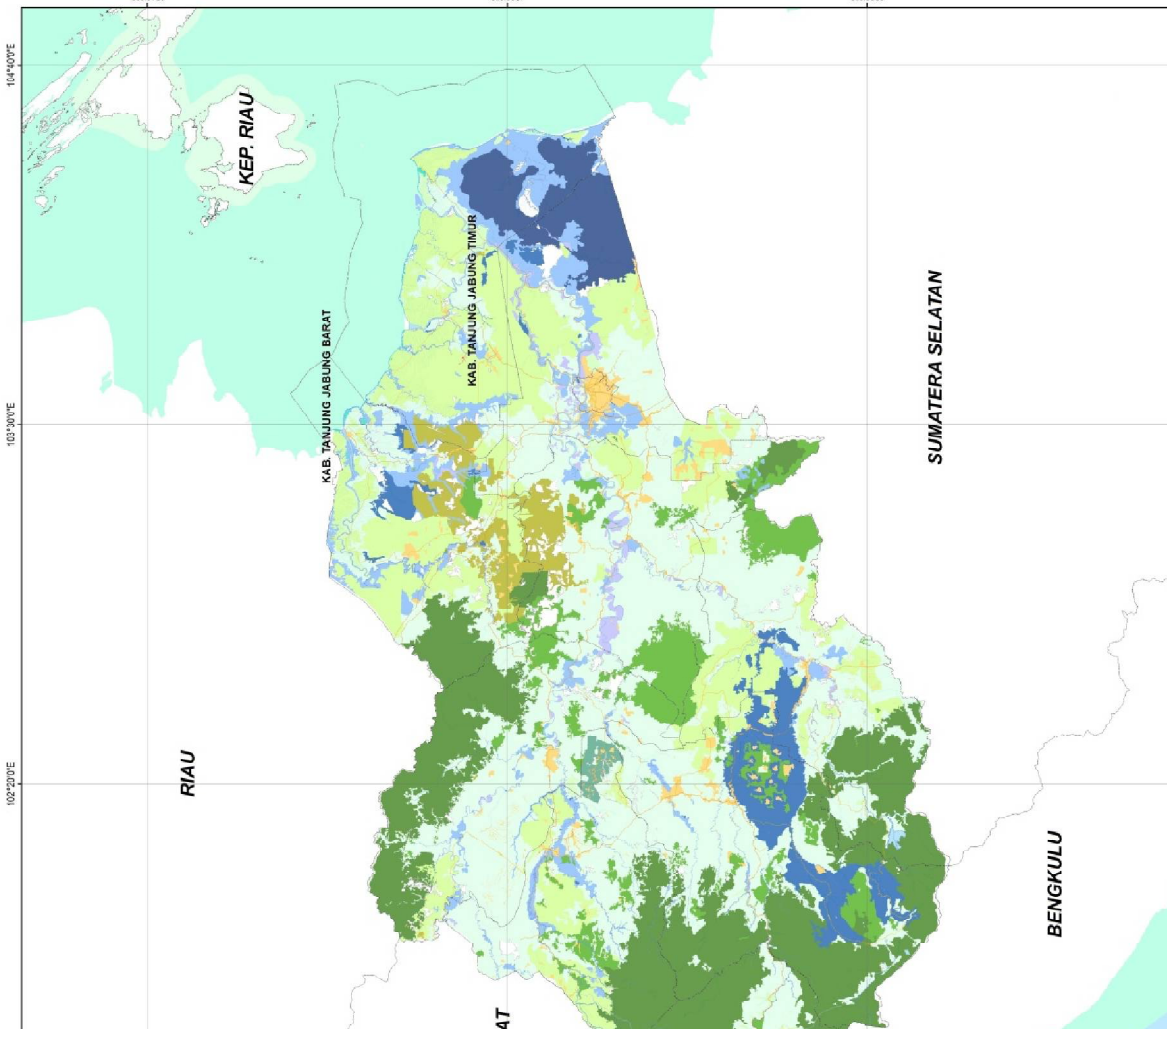 104°40'0"E
KEP. RIAU
KAB. TANJUNG JABUNG TIMUR
KAB. TANJUNG JABUNG BARAT
SUMATERA SELATAN
103°30'0"E
RIAU
102°20'0"E
BENGKULU
AT